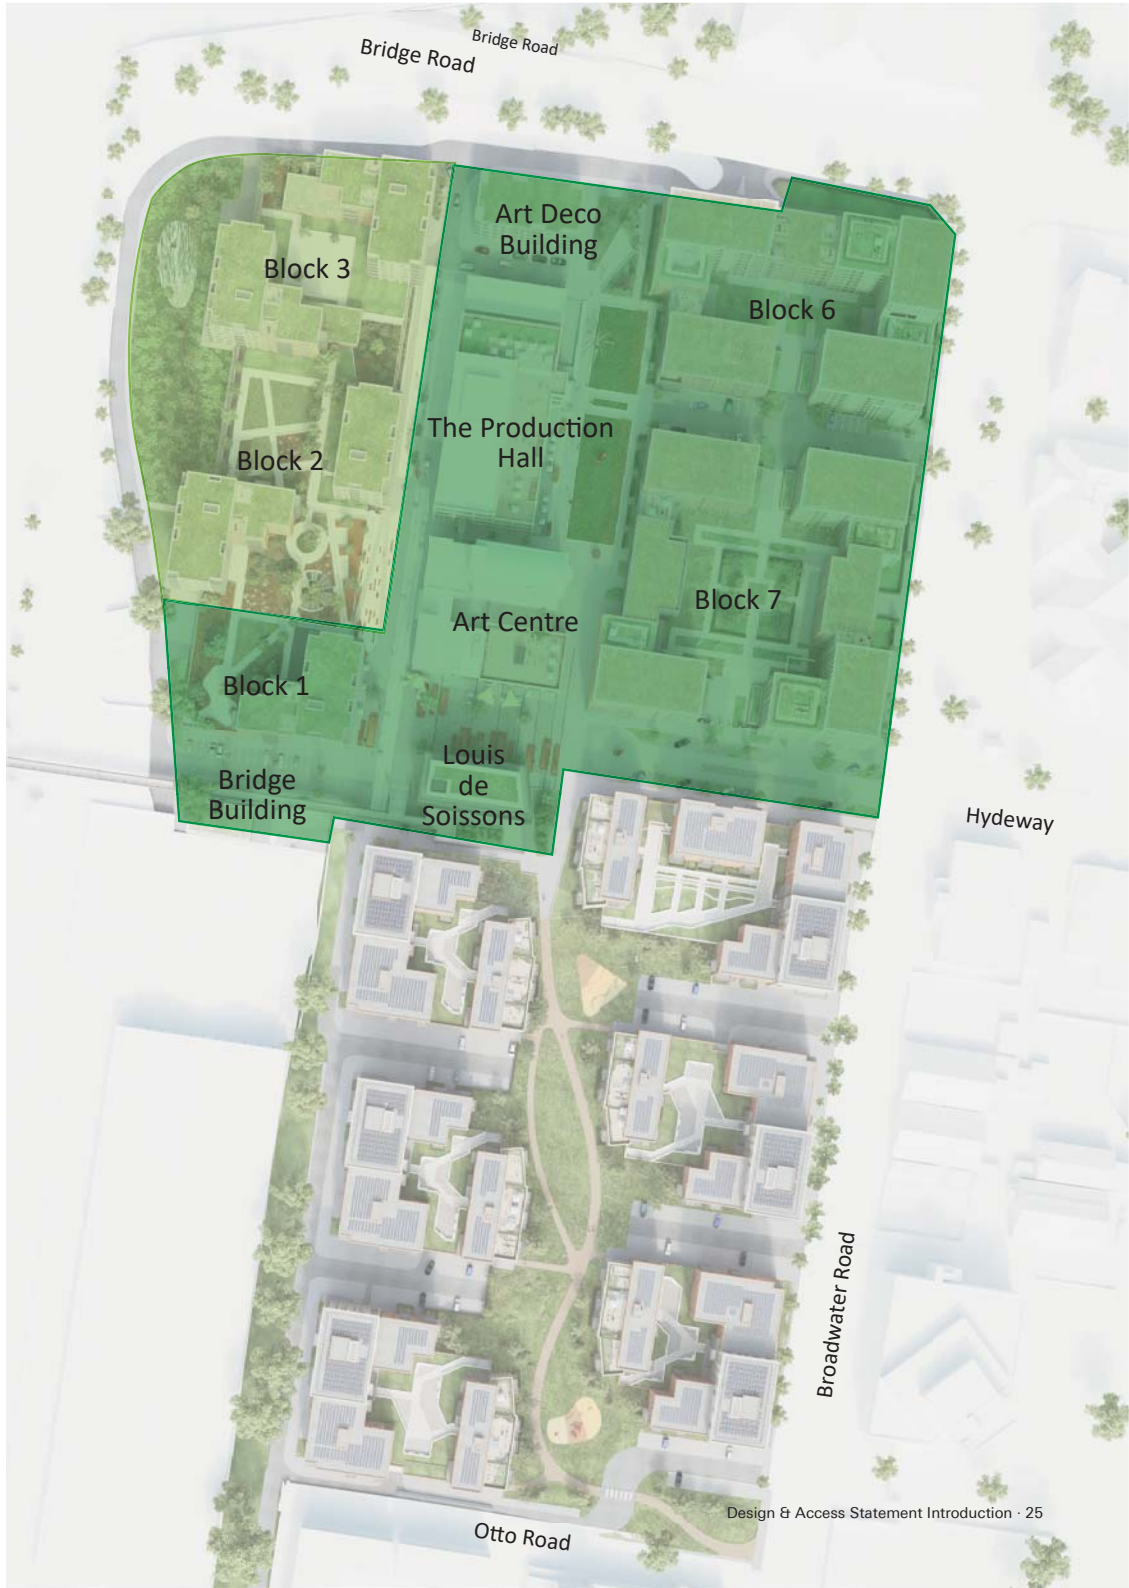 Bridge Road
Bridge Road
Art Deco
Building
Block 3
Block 6
The Production
Hall
Block 2
Block 7
Art Centre
Block 1
Louis
de
Soissons
Bridge
Building
Hydeway
Broadwater Road
Design & Access Statement Introduction · 25
Otto Road